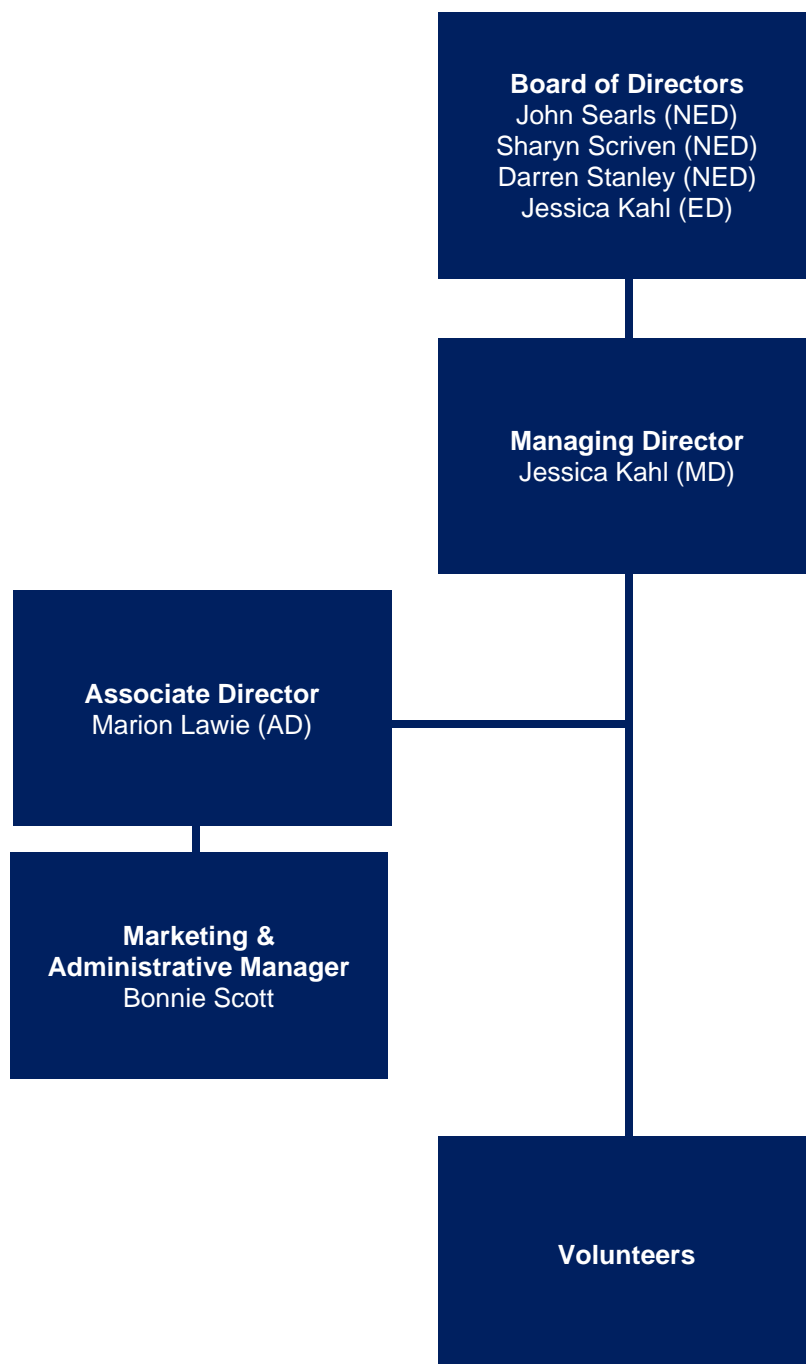 Board of Directors
John Searls (NED)
Sharyn Scriven (NED)
Darren Stanley (NED)
Jessica Kahl (ED)
Managing Director
Jessica Kahl (MD)
Associate Director
Marion Lawie (AD)
Marketing &
Administrative Manager
Bonnie Scott
Volunteers